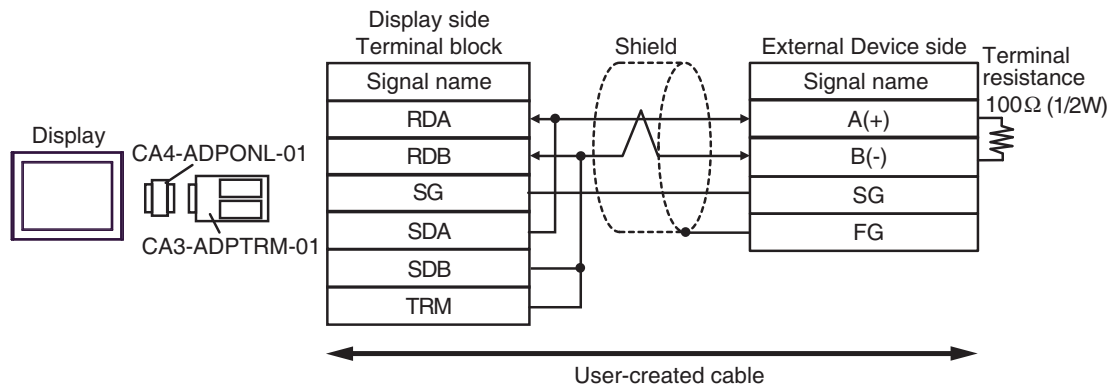 Display side
Terminal block
Shield
External Device side
Terminal
resistance
100Ω (1/2W)
Signal name
Signal name
RDA
A(+)
RDB
B(-)
SG
SG
SDA
FG
SDB
TRM
Display
CA4-ADPONL-01
CA3-ADPTRM-01
User-created cable